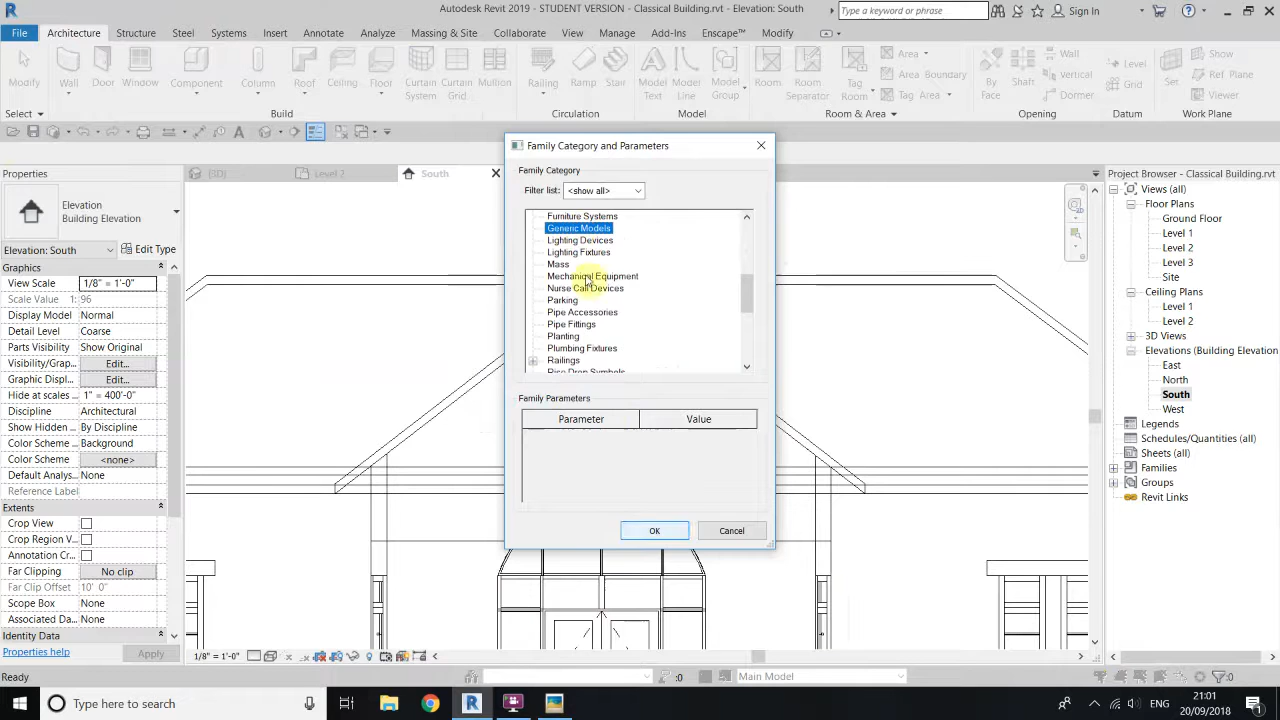 Autodesk Revit 2019 - STUDENT VERSION - Classical Building.rvt - Elevation: South
Type a keyword or phrase
Sign In
File Architecture Structure Steel Systems Insert Annotate Analyze Massing & Site Collaborate View Manage Add-Ins Enscape™ Modify
Modify Wall Door Window Component Column Roof Ceiling Curtain System Curtain Grid Mullion Floor Railing Ramp Stair Model Text Model Line Model Group Room Room Separator Tag Room Area Area Boundary Tag Area By Face Shaft Wall Vertical Dormer Level Grid Set Show Ref Plane Viewer
Select Build Circulation Model Room & Area Opening Datum Work Plane
Properties
{3D}
Level 2
South
Elevation
Building Elevation
Elevation: South
Edit Type
Graphics
View Scale 1/8" = 1'-0"
Scale Value 1: 96
Display Model Normal
Detail Level Coarse
Parts Visibility Show Original
Visibility/Grap... Edit...
Graphic Displ... Edit...
Hide at scales ... 1" = 400'-0"
Discipline Architectural
Show Hidden ... By Discipline
Color Scheme ... Background
Color Scheme <none>
Default Analys... None
Reference Label
Extents
Crop View
Crop Region V...
Annotation Cr...
Far Clipping No clip
Far Clip Offset 10' 0"
Scope Box None
Associated Da... None
Identity Data
Properties help
Apply
Family Category and Parameters
Family Category
Filter list: <show all>
Furniture Systems
Generic Models
Lighting Devices
Lighting Fixtures
Mass
Mechanical Equipment
Nurse Call Devices
Parking
Pipe Accessories
Pipe Fittings
Planting
Plumbing Fixtures
Railings
Rise Drop Symbols
Family Parameters
Parameter Value
OK Cancel
Project Browser - Classical Building.rvt
Views (all)
Floor Plans
Ground Floor
Level 1
Level 2
Level 3
Site
Ceiling Plans
Level 1
Level 2
3D Views
Elevations (Building Elevation)
East
North
South
West
Legends
Schedules/Quantities (all)
Sheets (all)
Families
Groups
Revit Links
1/8" = 1'-0"
Ready
:0
Main Model
:0
Type here to search
ENG
21:01
20/09/2018